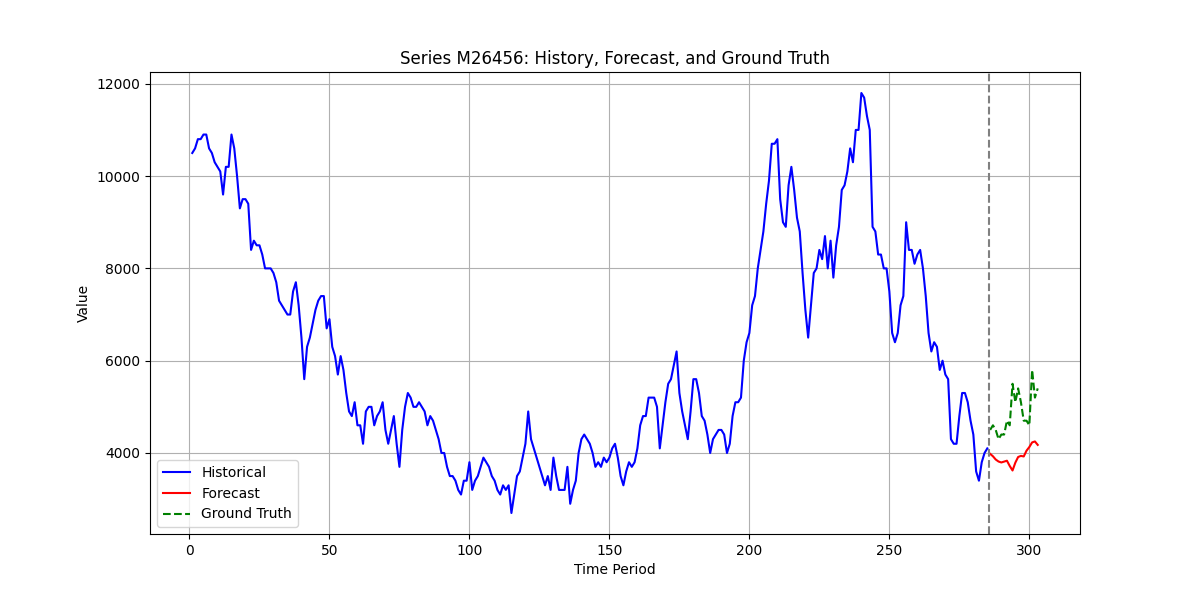 Series M26456: History, Forecast, and Ground Truth
12000
10000
8000
6000
4000
Value
Historical
Forecast
Ground Truth
0
50
100
150
200
250
300
Time Period